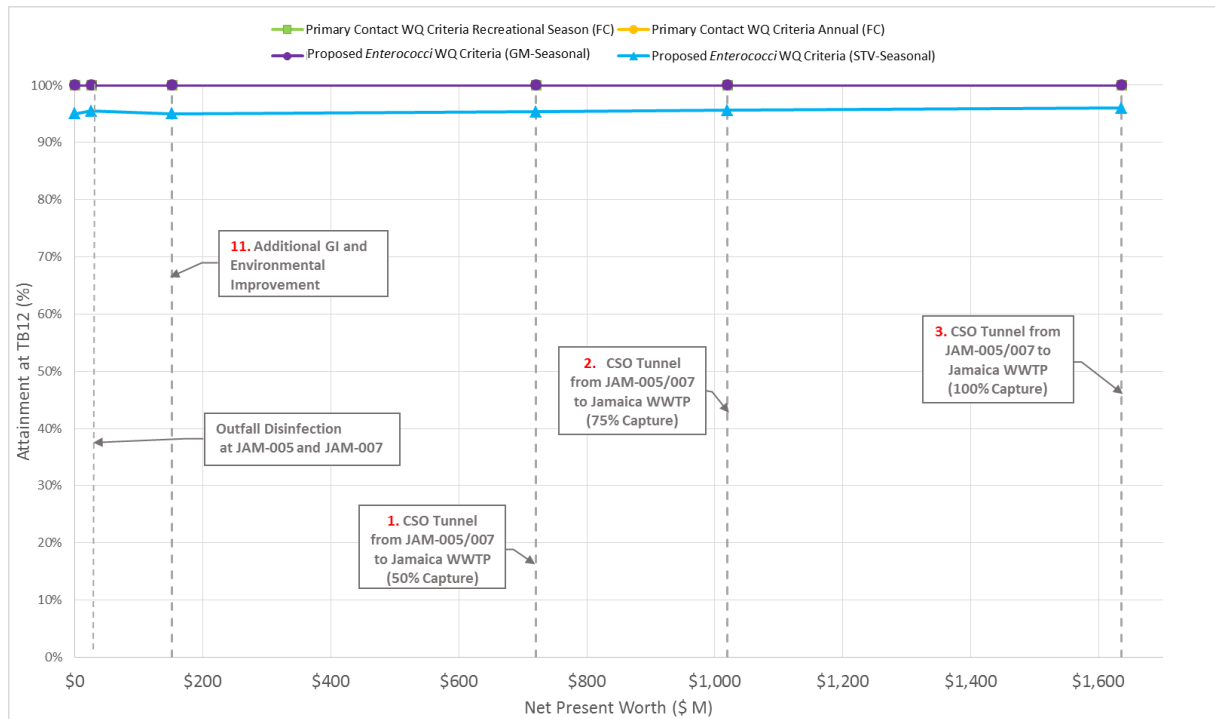 Primary Contact WQ Criteria Recreational Season (FC)
Primary Contact WQ Criteria Annual (FC)
Proposed Enterococci WQ Criteria (GM-Seasonal)
Proposed Enterococci WQ Criteria (STV-Seasonal)
Attainment at TB12 (%)
100%
90%
80%
70%
60%
50%
40%
30%
20%
10%
0%
11. Additional GI and
Environmental
Improvement
Outfall Disinfection
at JAM-005 and JAM-007
1. CSO Tunnel
from JAM-005/007
to Jamaica WWTP
(50% Capture)
2. CSO Tunnel
from JAM-005/007
to Jamaica WWTP
(75% Capture)
3. CSO Tunnel from
JAM-005/007 to
Jamaica WWTP
(100% Capture)
$0
$200
$400
$600
$800
$1,000
$1,200
$1,400
$1,600
Net Present Worth ($ M)